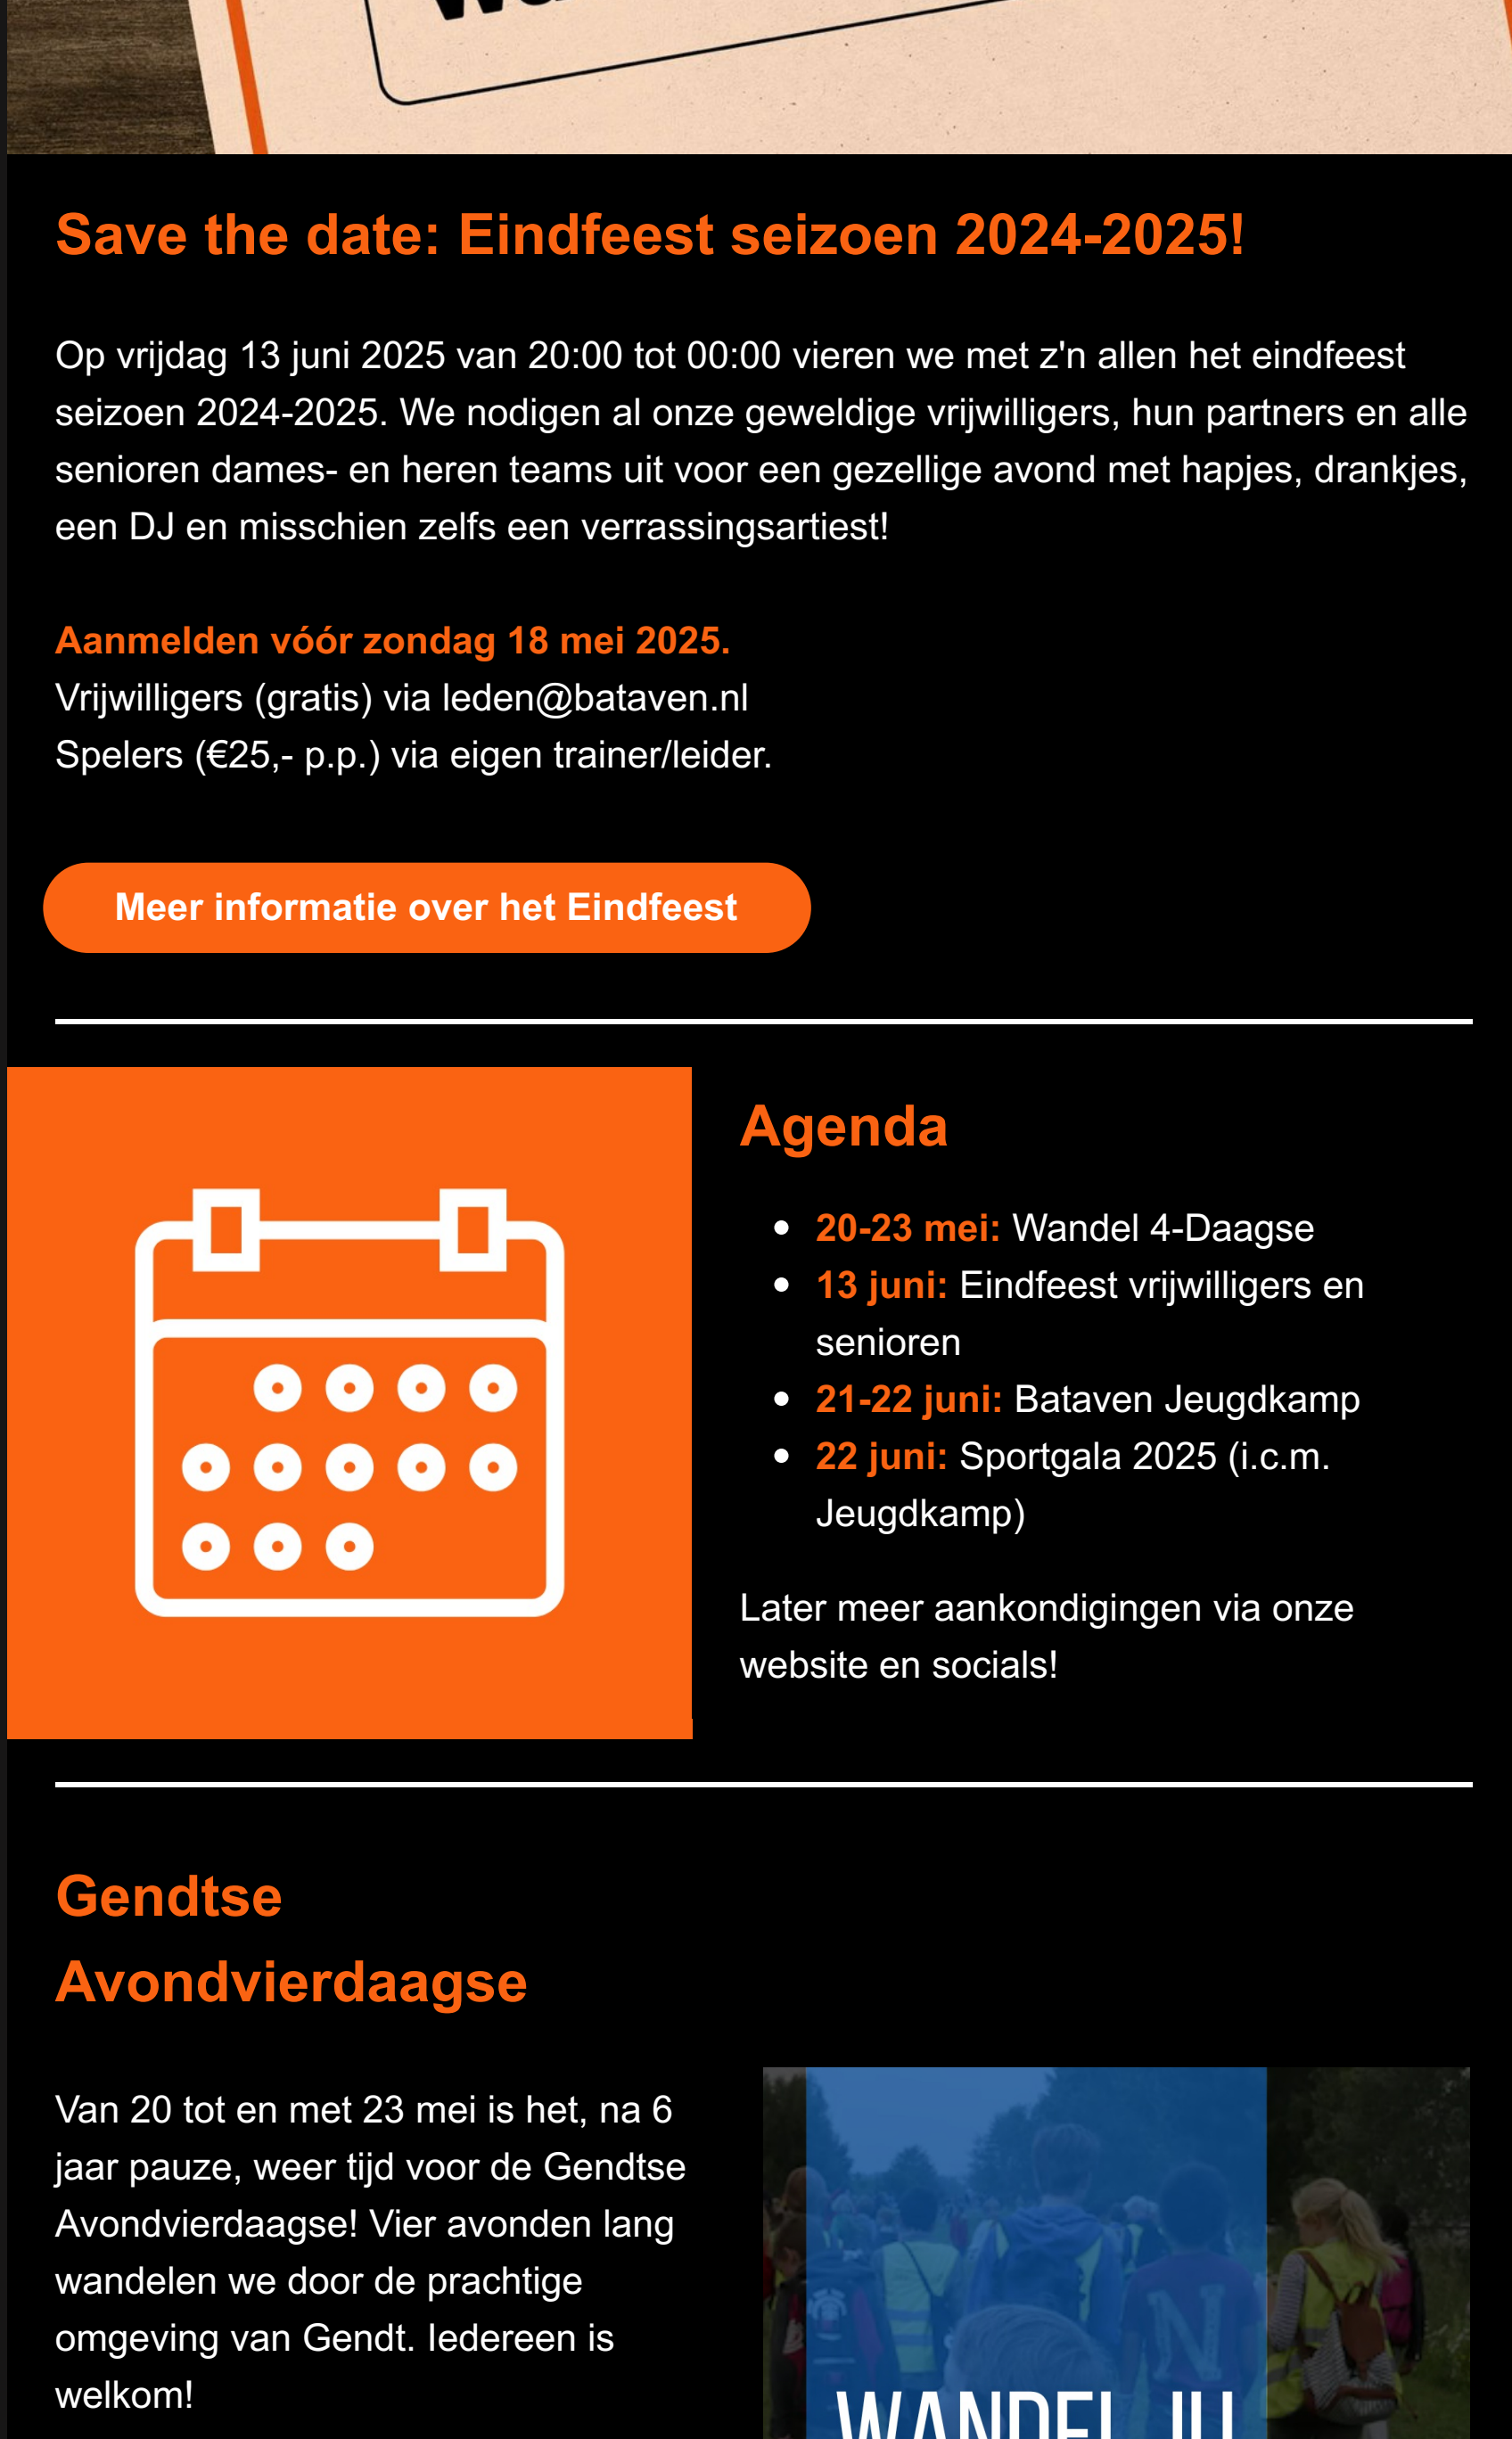 Save the date: Eindfeest seizoen 2024-2025!
Op vrijdag 13 juni 2025 van 20:00 tot 00:00 vieren we met z'n allen het eindfeest
seizoen 2024-2025. We nodigen al onze geweldige vrijwilligers, hun partners en alle
senioren dames- en heren teams uit voor een gezellige avond met hapjes, drankjes,
een DJ en misschien zelfs een verrassingsartiest!
Aanmelden vóór zondag 18 mei 2025.
Vrijwilligers (gratis) via leden@bataven.nl
Spelers (€25,- p.p.) via eigen trainer/leider.
Meer informatie over het Eindfeest
Agenda
20-23 mei: Wandel 4-Daagse
13 juni: Eindfeest vrijwilligers en
senioren
21-22 juni: Bataven Jeugdkamp
22 juni: Sportgala 2025 (i.c.m.
Jeugdkamp)
Later meer aankondigingen via onze
website en socials!
Gendtse
Avondvierdaagse
Van 20 tot en met 23 mei is het, na 6
jaar pauze, weer tijd voor de Gendtse
Avondvierdaagse! Vier avonden lang
wandelen we door de prachtige
omgeving van Gendt. Iedereen is
welkom!
N
WANDEL JIJ